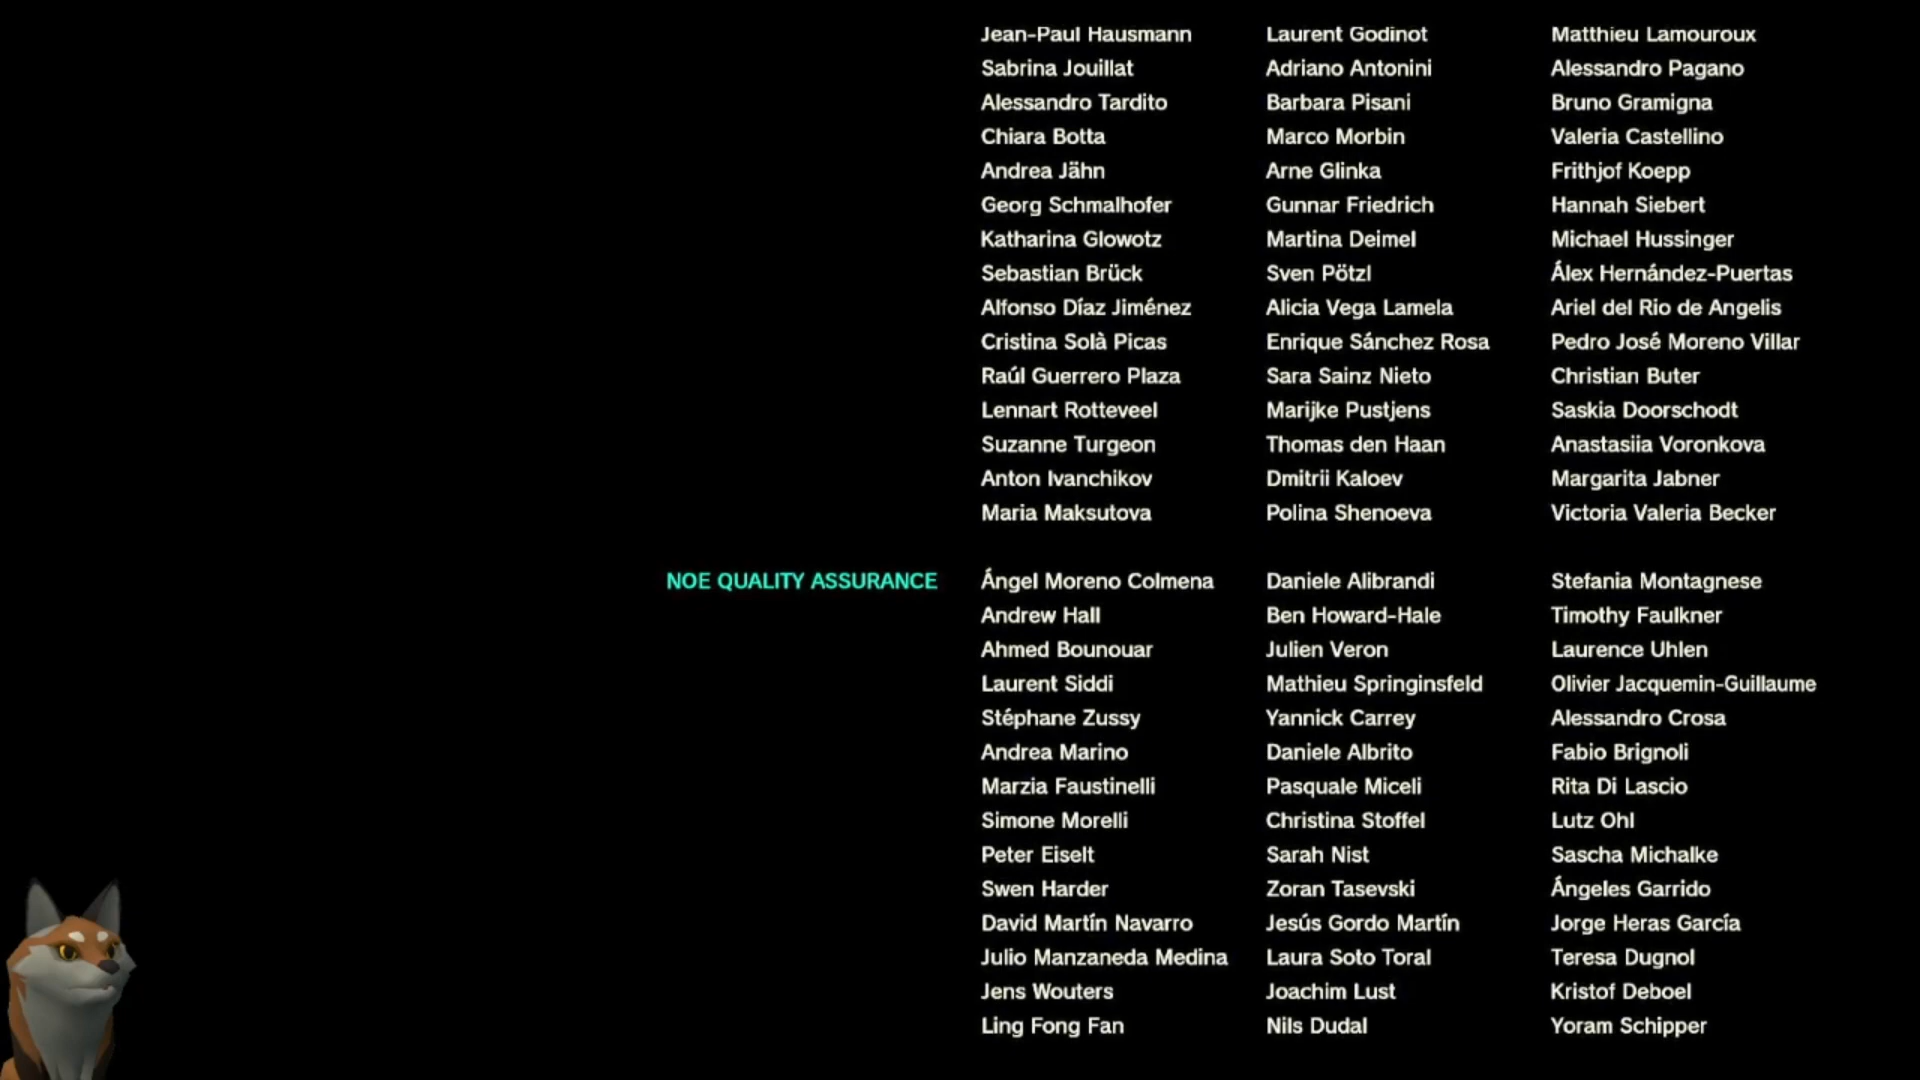 Jean-Paul Hausmann Laurent Godinot Matthieu Lamouroux
Sabrina Jouillat Adriano Antonini Alessandro Pagano
Alessandro Tardito Barbara Pisani Bruno Gramigna
Chiara Botta Marco Morbin Valeria Castellino
Andrea Jähn Arne Glinka Frithjof Koepp
Georg Schmalhofer Gunnar Friedrich Hannah Siebert
Katharina Glowotz Martina Deimel Michael Hussinger
Sebastian Brück Sven Pötzl Álex Hernández-Puertas
Alfonso Díaz Jiménez Alicia Vega Lamela Ariel del Rio de Angelis
Cristina Solà Picas Enrique Sánchez Rosa Pedro José Moreno Villar
Raúl Guerrero Plaza Sara Sainz Nieto Christian Buter
Lennart Rotteveel Marijke Pustjens Saskia Doorschodt
Suzanne Turgeon Thomas den Haan Anastasiia Voronkova
Anton Ivanchikov Dmitrii Kaloev Margarita Jabner
Maria Maksutova Polina Shenoeva Victoria Valeria Becker
NOE QUALITY ASSURANCE Ángel Moreno Colmena Daniele Alibrandi Stefania Montagnese
Andrew Hall Ben Howard-Hale Timothy Faulkner
Ahmed Bounouar Julien Veron Laurence Uhlen
Laurent Siddi Mathieu Springinsfeld Olivier Jacquemin-Guillaume
Stéphane Zussy Yannick Carrey Alessandro Crosa
Andrea Marino Daniele Albrito Fabio Brignoli
Marzia Faustinelli Pasquale Miceli Rita Di Lascio
Simone Morelli Christina Stoffel Lutz Ohl
Peter Eiselt Sarah Nist Sascha Michalke
Swen Harder Zoran Tasevski Ángeles Garrido
David Martín Navarro Jesús Gordo Martín Jorge Heras García
Julio Manzaneda Medina Laura Soto Toral Teresa Dugnol
Jens Wouters Joachim Lust Kristof Deboel
Ling Fong Fan Nils Dudal Yoram Schipper